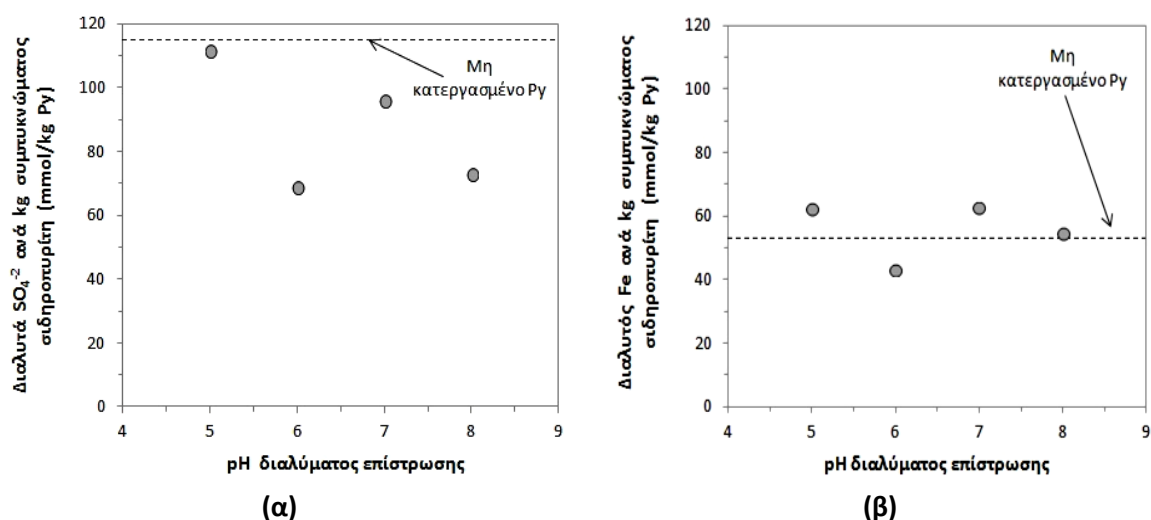 Διαλυτά SO₄⁻² ανά kg συμπυκνώματος
σιδηροπυρίτη (mmol/kg Py)
120
100
80
60
40
20
0
4 5 6 7 8 9
Μη
κατεργασμένο Py
pH διαλύματος επίστρωσης
(α)
Διαλυτός Fe ανά kg συμπυκνώματος
σιδηροπυρίτη (mmol/kg Py)
120
100
80
60
40
20
0
4 5 6 7 8 9
Μη
κατεργασμένο Py
pH διαλύματος επίστρωσης
(β)